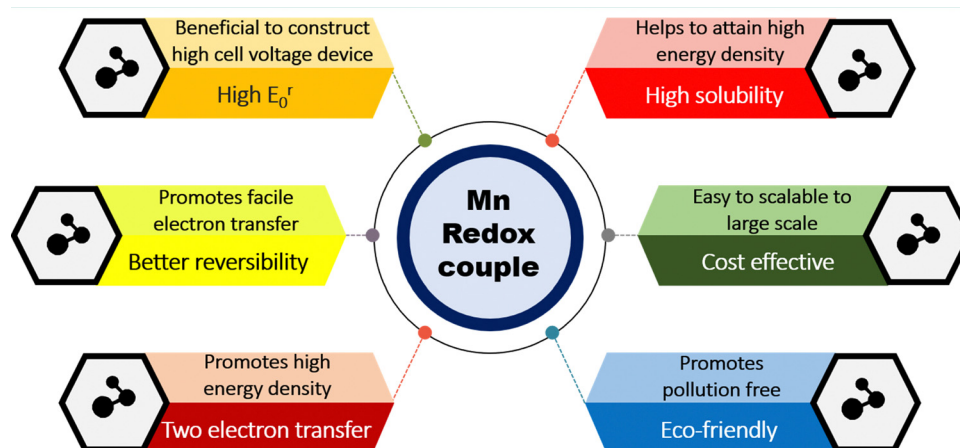 Beneficial to construct
high cell voltage device
High E₀ʳ
Helps to attain high
energy density
High solubility
Promotes facile
electron transfer
Better reversibility
Mn
Redox
couple
Easy to scalable to
large scale
Cost effective
Promotes high
energy density
Two electron transfer
Promotes
pollution free
Eco-friendly